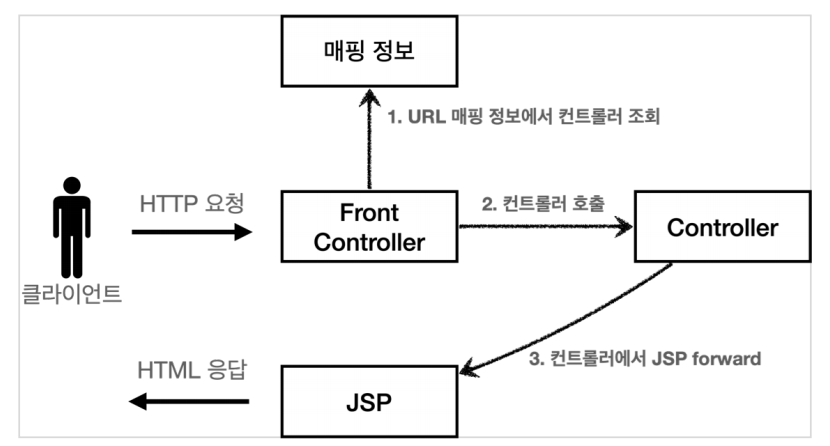 매핑 정보
1. URL 매핑 정보에서 컨트롤러 조회
HTTP 요청
Front
Controller
2. 컨트롤러 호출
Controller
클라이언트
3. 컨트롤러에서 JSP forward
HTML 응답
JSP